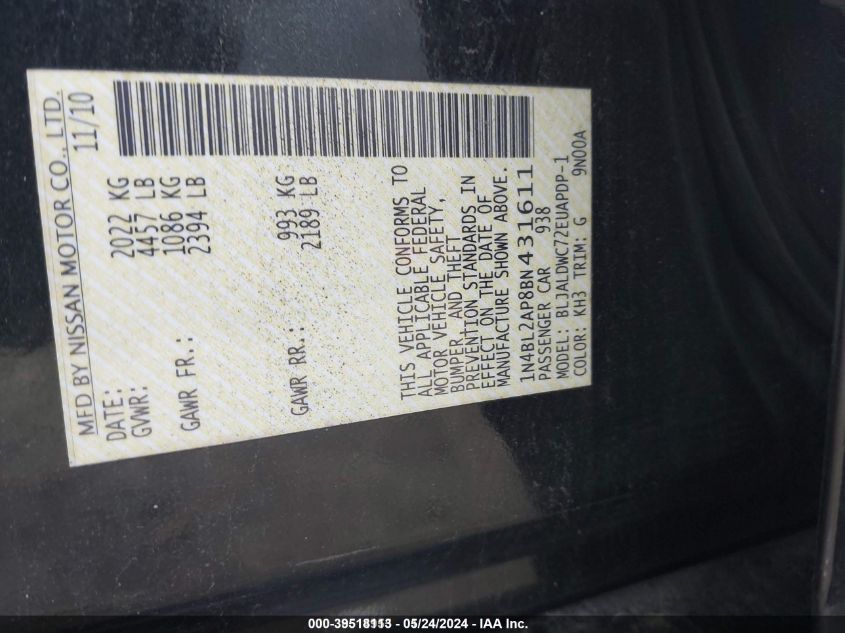 MFD BY NISSAN MOTOR CO., LTD.
DATE: 11/10
GVWR: 2022 KG
4457 LB
GAWR FR.: 1086 KG
2394 LB
GAWR RR.: 993 KG
2189 LB
THIS VEHICLE CONFORMS TO
ALL APPLICABLE FEDERAL
MOTOR VEHICLE SAFETY,
BUMPER, AND THEFT
PREVENTION STANDARDS IN
EFFECT ON THE DATE OF
MANUFACTURE SHOWN ABOVE.
1N4BL2AP8BN431611
PASSENGER CAR 938
MODEL: BLJALDWC72EUAPDP-1
COLOR: KH3 TRIM: G 9N00A
000-39518953 - 05/24/2024 - IAA Inc.